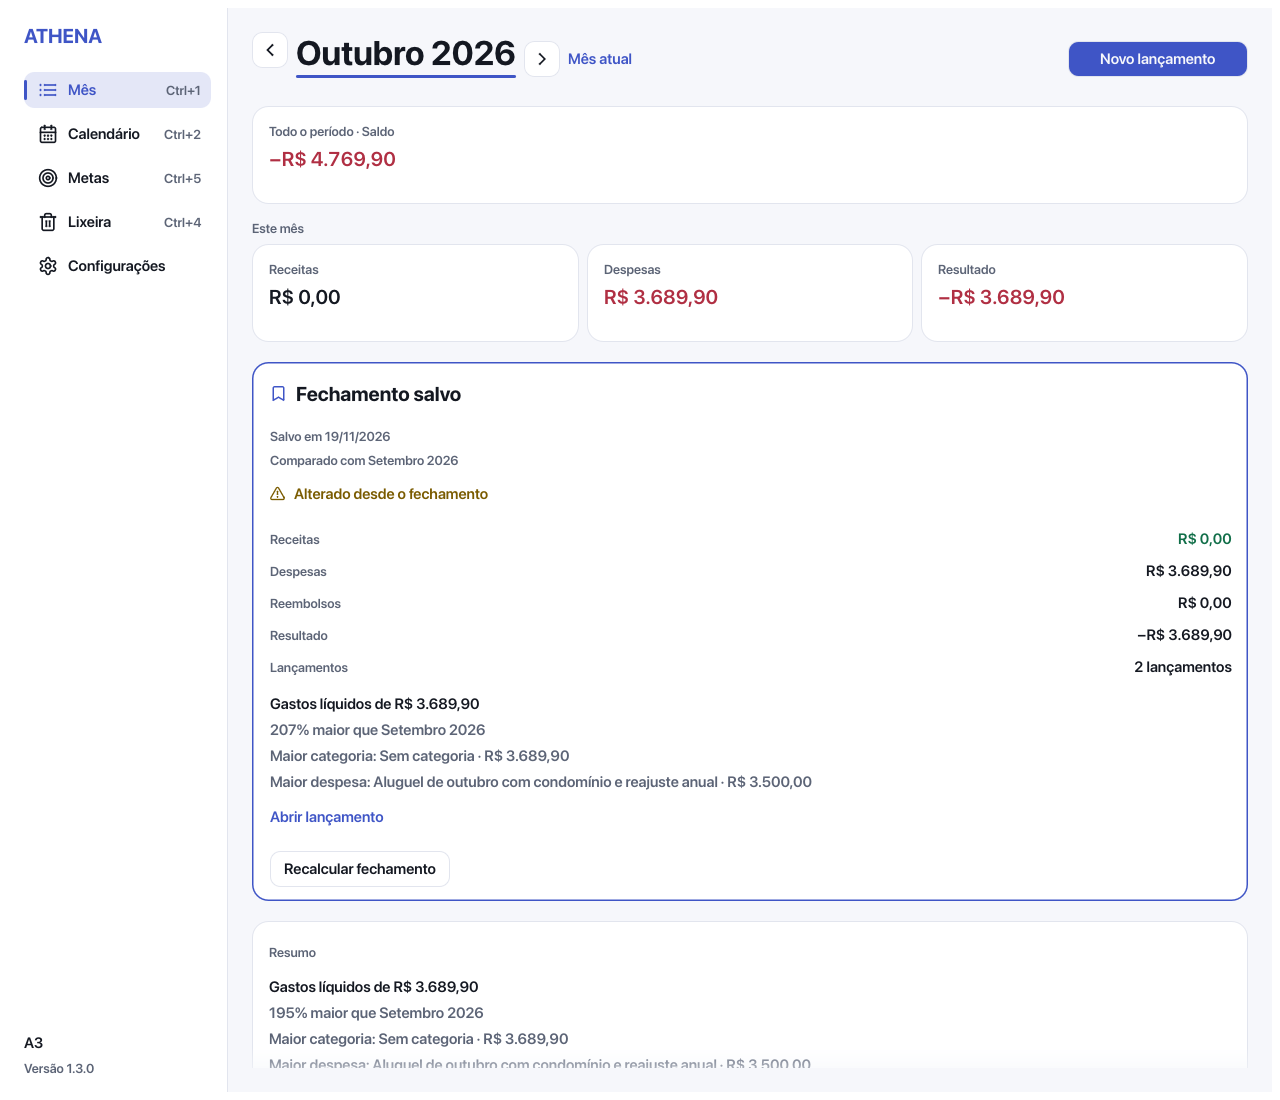 ATHENA
Mês Ctrl+1
Calendário Ctrl+2
Metas Ctrl+5
Lixeira Ctrl+4
Configurações
A3
Versão 1.3.0
Outubro 2026
Mês atual
Novo lançamento
Todo o período · Saldo
−R$ 4.769,90
Este mês
Receitas
R$ 0,00
Despesas
R$ 3.689,90
Resultado
−R$ 3.689,90
Fechamento salvo
Salvo em 19/11/2026
Comparado com Setembro 2026
Alterado desde o fechamento
Receitas R$ 0,00
Despesas R$ 3.689,90
Reembolsos R$ 0,00
Resultado −R$ 3.689,90
Lançamentos 2 lançamentos
Gastos líquidos de R$ 3.689,90
207% maior que Setembro 2026
Maior categoria: Sem categoria · R$ 3.689,90
Maior despesa: Aluguel de outubro com condomínio e reajuste anual · R$ 3.500,00
Abrir lançamento
Recalcular fechamento
Resumo
Gastos líquidos de R$ 3.689,90
195% maior que Setembro 2026
Maior categoria: Sem categoria · R$ 3.689,90
Maior despesa: Aluguel de outubro com condomínio e reajuste anual · R$ 3.500,00